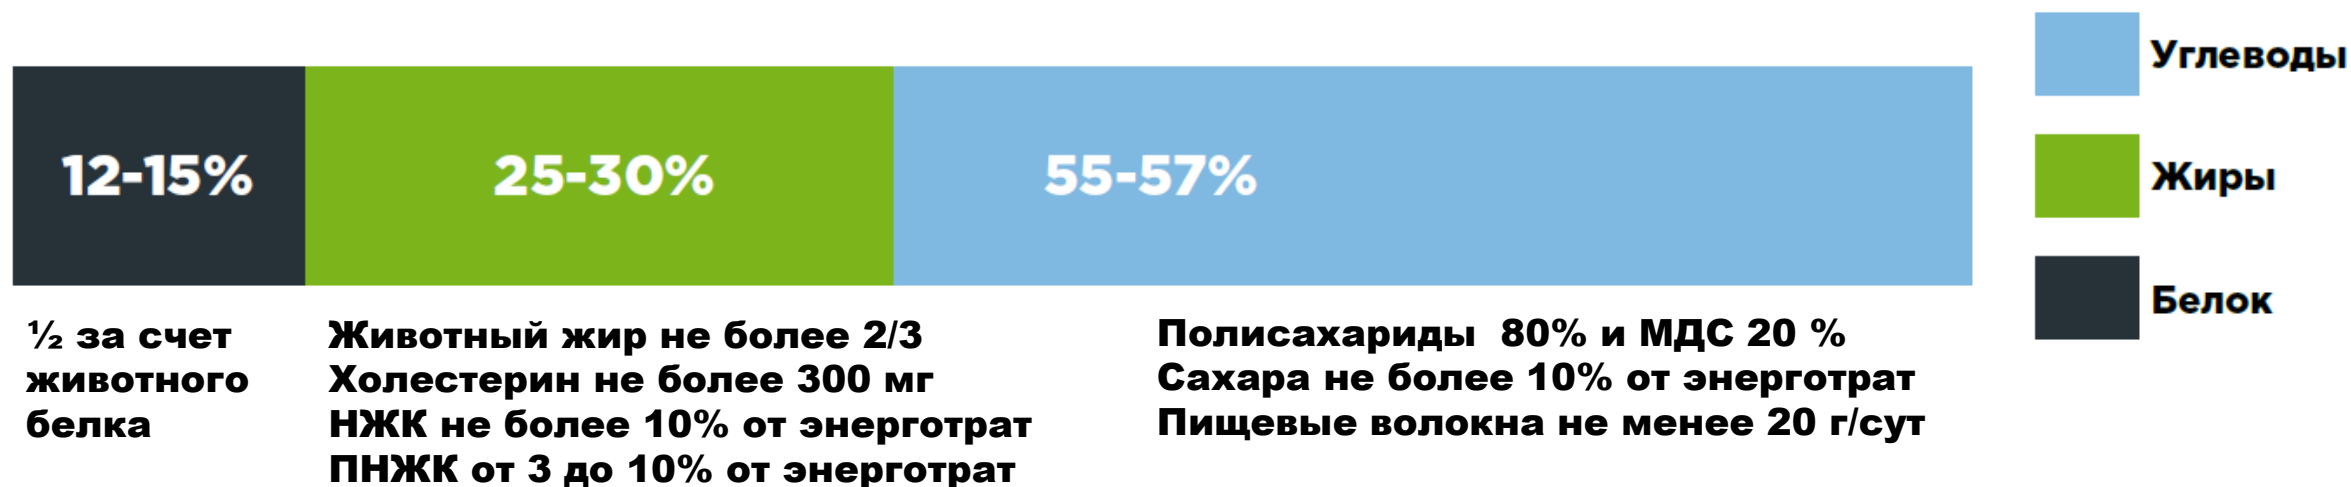 12-15%
25-30%
55-57%
Углеводы
Жиры
Белок
½ за счет
животного
белка
Животный жир не более 2/3
Холестерин не более 300 мг
НЖК не более 10% от энерготрат
ПНЖК от 3 до 10% от энерготрат
Полисахариды 80% и МДС 20 %
Сахара не более 10% от энерготрат
Пищевые волокна не менее 20 г/сут